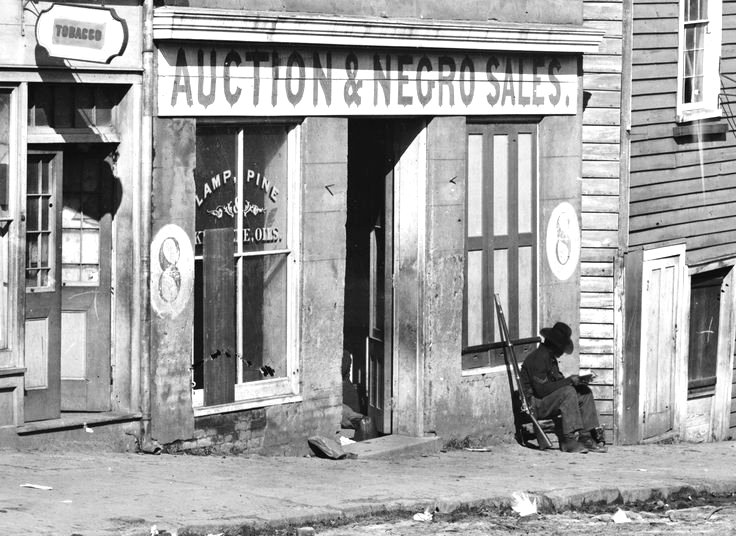 TOBACCO
AUCTION & NEGRO SALES.
LAMP, PINE
&
OILS.
8
8